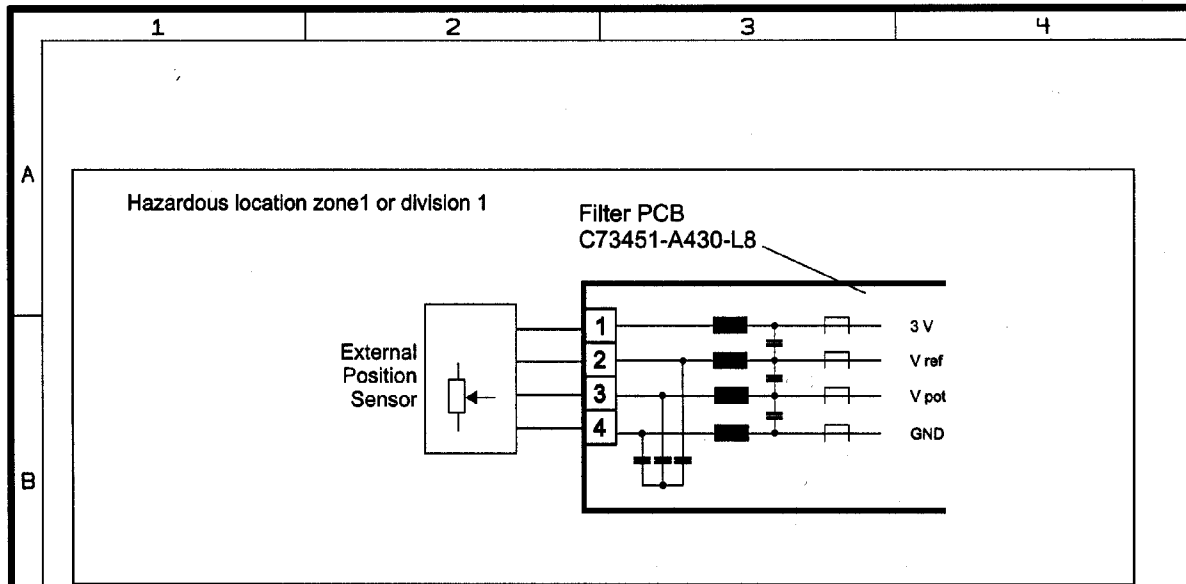 1 2 3 4
A
Hazardous location zone1 or division 1
Filter PCB
C73451-A430-L8
External
Position
Sensor
1
2
3
4
3 V
V ref
V pot
GND
B